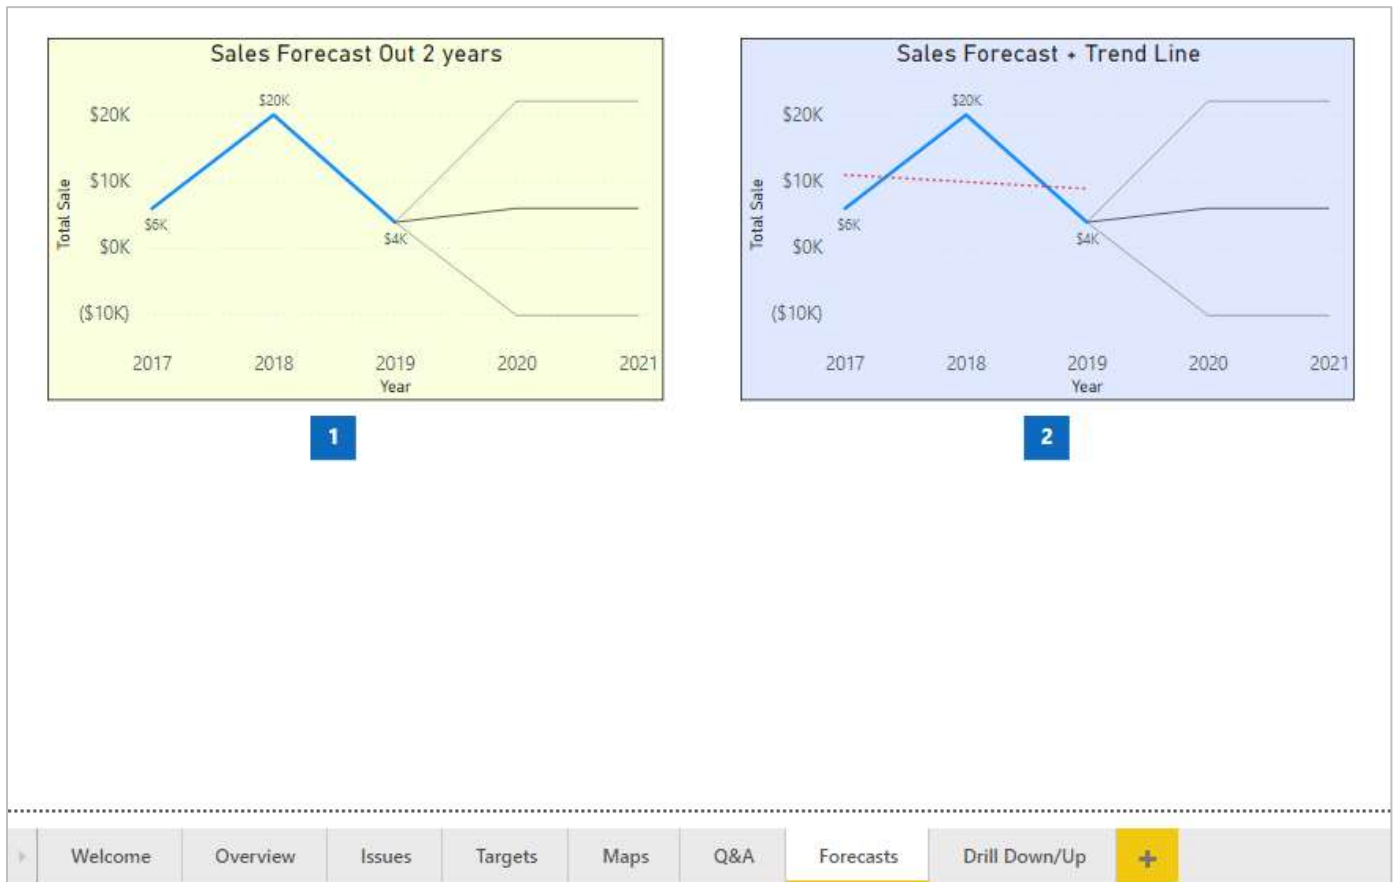 Sales Forecast Out 2 years
$20K
$10K
$0K
($10K)
Total Sale
$6K
$20K
$4K
2017 2018 2019 2020 2021
Year
1
Sales Forecast + Trend Line
$20K
$10K
$0K
($10K)
Total Sale
$6K
$20K
$4K
2017 2018 2019 2020 2021
Year
2
Welcome Overview Issues Targets Maps Q&A Forecasts Drill Down/Up +